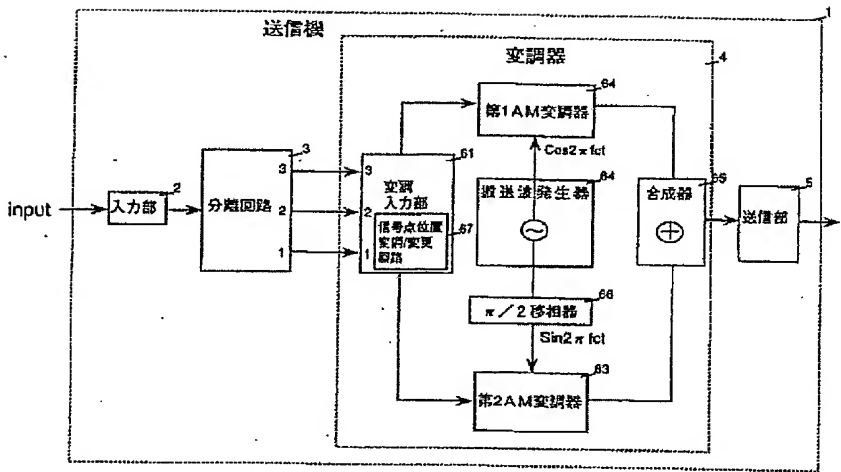 1
送信機
変調器
4
64
第1AM変調器
Cos2πfct
3
分離回路
3
2
1
61
3
変調
入力部
2
信号点位置
変調/変更
回路
1
67
64
搬送波発生器
65
合成器
5
送信部
input
2
入力部
66
π/2移相器
Sin2πfct
63
第2AM変調器